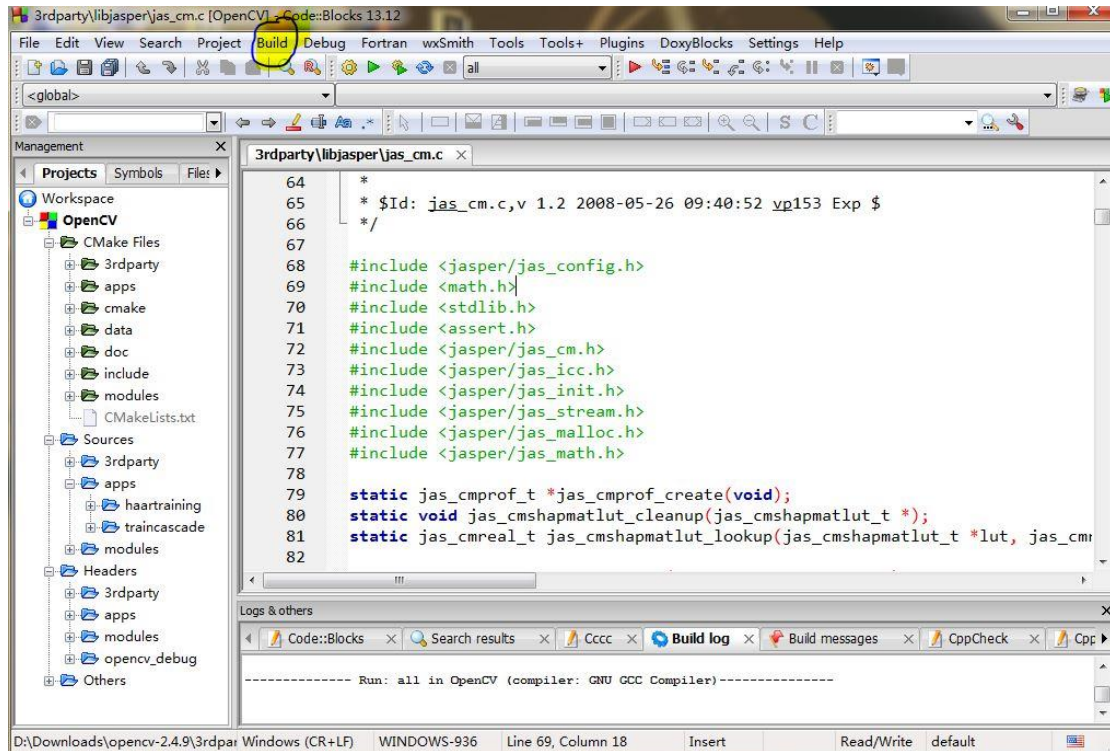 3rdparty\libjasper\jas_cm.c [OpenCV] - Code::Blocks 13.12
File Edit View Search Project Build Debug Fortran wxSmith Tools Tools+ Plugins DoxyBlocks Settings Help
all
<global>
S C
Management
3rdparty\libjasper\jas_cm.c
Projects Symbols Files
Workspace
OpenCV
CMake Files
3rdparty
apps
cmake
data
doc
include
modules
CMakeLists.txt
Sources
3rdparty
apps
haartraining
traincascade
modules
Headers
3rdparty
apps
modules
opencv_debug
Others
64 *
65 * $Id: jas_cm.c,v 1.2 2008-05-26 09:40:52 vp153 Exp $
66 */
67
68 #include <jasper/jas_config.h>
69 #include <math.h>
70 #include <stdlib.h>
71 #include <assert.h>
72 #include <jasper/jas_cm.h>
73 #include <jasper/jas_icc.h>
74 #include <jasper/jas_init.h>
75 #include <jasper/jas_stream.h>
76 #include <jasper/jas_malloc.h>
77 #include <jasper/jas_math.h>
78
79 static jas_cmprof_t *jas_cmprof_create(void);
80 static void jas_cmshapmatlut_cleanup(jas_cmshapmatlut_t *);
81 static jas_cmreal_t jas_cmshapmatlut_lookup(jas_cmshapmatlut_t *lut, jas_cm
82
Logs & others
Code::Blocks Search results Cccc Build log Build messages CppCheck Cpp
-------------- Run: all in OpenCV (compiler: GNU GCC Compiler)---------------
D:\Downloads\opencv-2.4.9\3rdpar Windows (CR+LF) WINDOWS-936 Line 69, Column 18 Insert Read/Write default